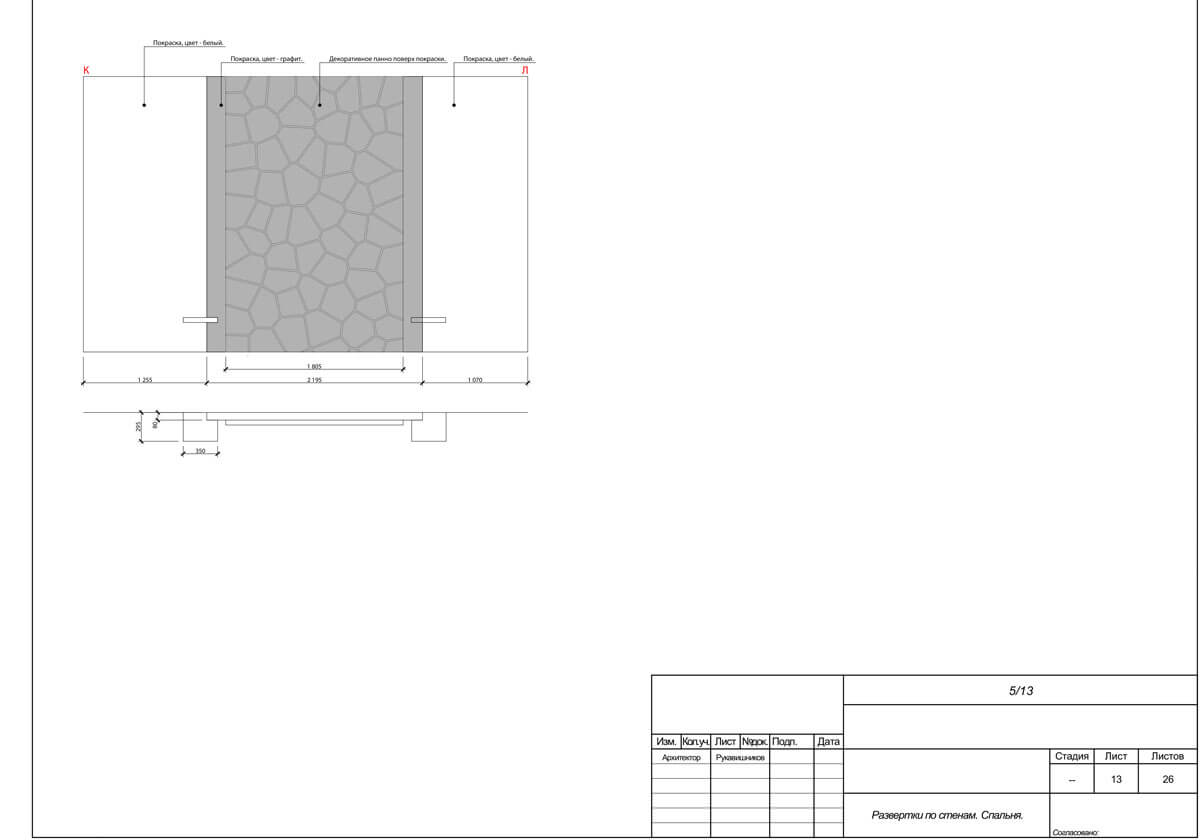 Покраска, цвет - белый.
Покраска, цвет - графит.
Декоративное панно поверх покраски.
Покраска, цвет - белый.
К
Л
1 805
1 255
2 195
1 070
295
80
350
5/13
Изм. Кол.уч. Лист №док. Подп. Дата
Архитектор Рукавишников
Стадия Лист Листов
-- 13 26
Развертки по стенам. Спальня.
Согласовано: